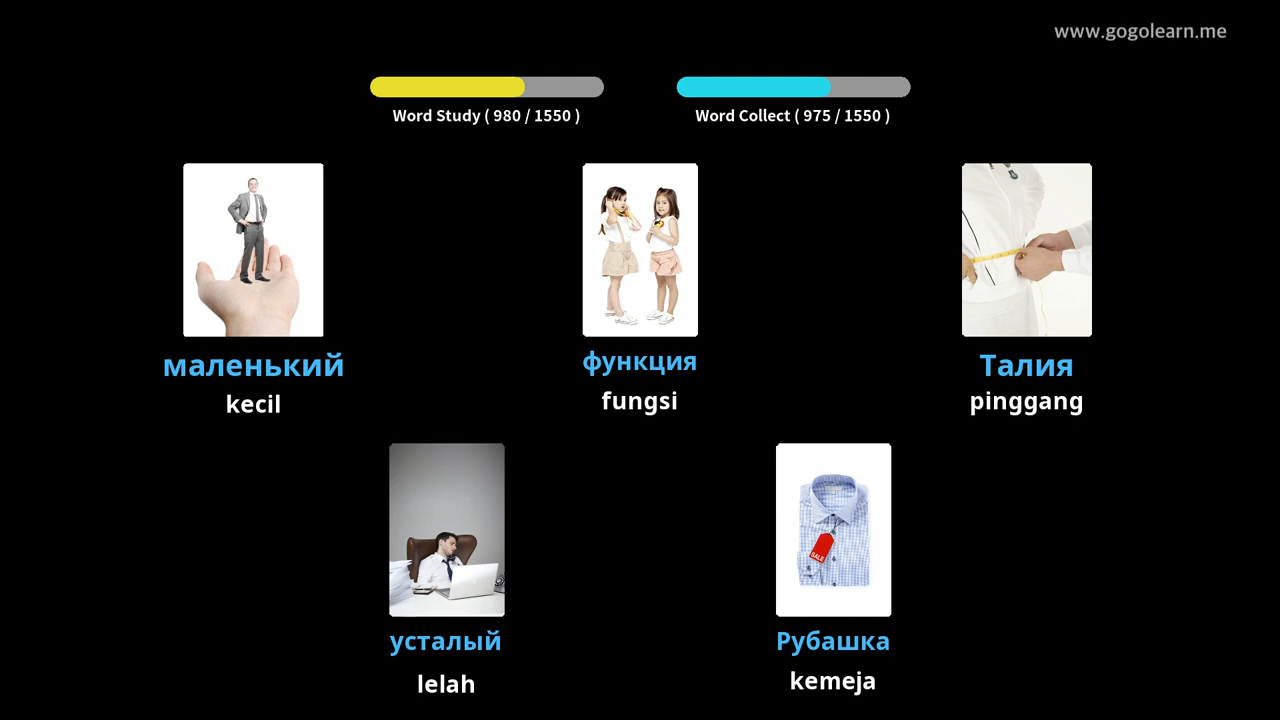 www.gogolearn.me
Word Study ( 980 / 1550 )
Word Collect ( 975 / 1550 )
маленький
kecil
функция
fungsi
Талия
pinggang
усталый
lelah
SALE
Рубашка
kemeja